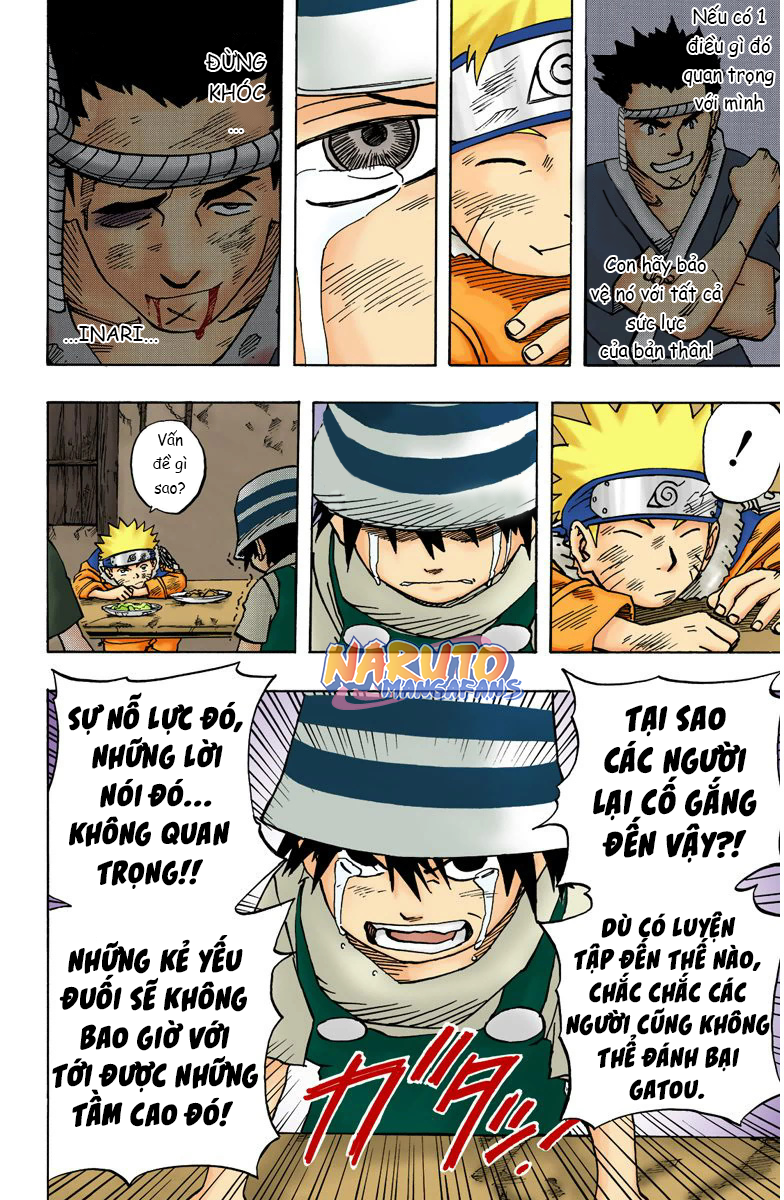 Nếu có 1
điều gì đó
quan trọng
với mình
Con hãy bảo
vệ nó với tất cả
sức lực
của bản thân!
ĐỪNG
KHÓC
...
...INARI...
!
Vấn
đề gì
sao?
NARUTO
MANGAFANS
TẠI SAO
CÁC NGƯỜI
LẠI CỐ GẮNG
ĐẾN VẬY?!
DÙ CÓ LUYỆN
TẬP ĐẾN THẾ NÀO,
CHẮC CHẮC CÁC
NGƯỜI CŨNG KHÔNG
THỂ ĐÁNH BẠI
GATOU.
SỰ NỖ LỰC ĐÓ,
NHỮNG LỜI
NÓI ĐÓ...
KHÔNG QUAN
TRỌNG!!
NHỮNG KẺ YẾU
ĐUỐI SẼ KHÔNG
BAO GIỜ VỚI
TỚI ĐƯỢC NHỮNG
TẦM CAO ĐÓ!
ガタッ!